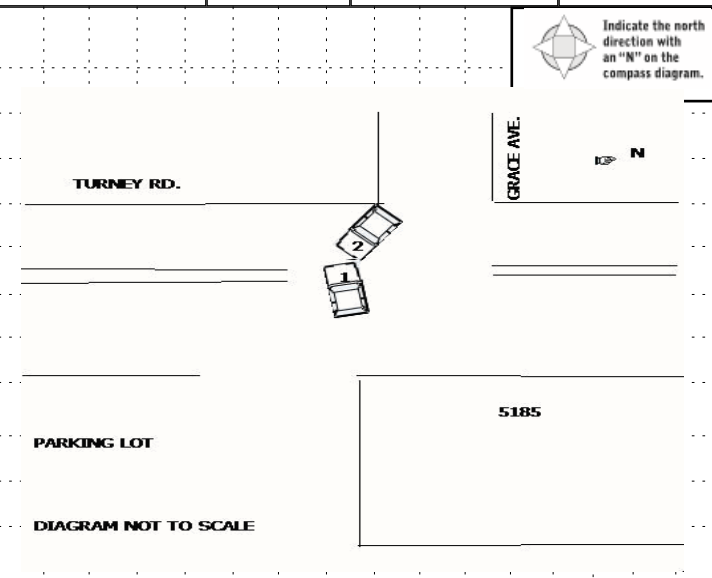 Indicate the north
direction with
an "N" on the
compass diagram.
GRACE AVE.
N
TURNEY RD.
2
1
5185
PARKING LOT
DIAGRAM NOT TO SCALE